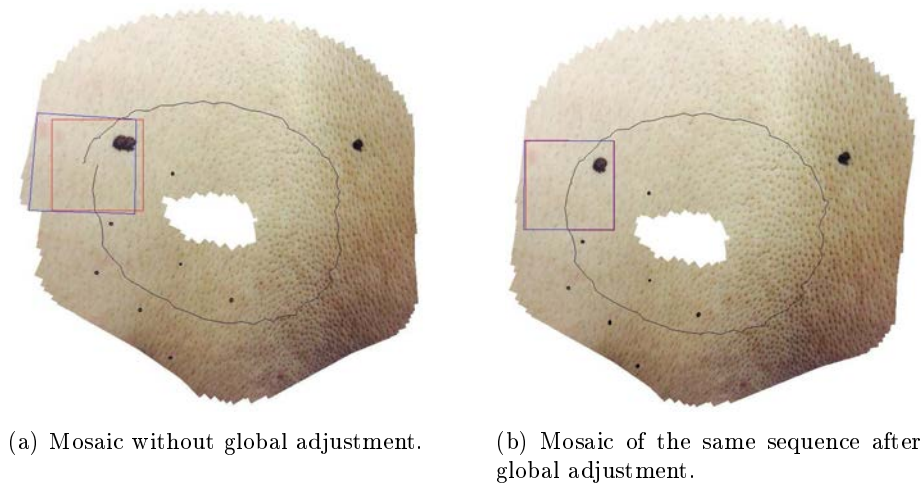 (a) Mosaic without global adjustment.
(b) Mosaic of the same sequence after
global adjustment.